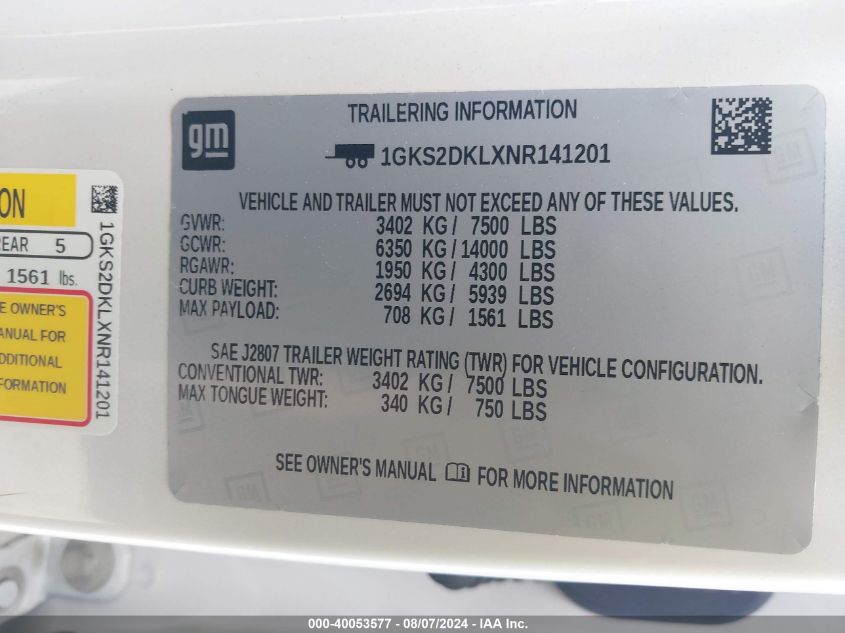 TRAILERING INFORMATION
gm
1GKS2DKLXNR141201
VEHICLE AND TRAILER MUST NOT EXCEED ANY OF THESE VALUES.
GVWR: 3402 KG / 7500 LBS
GCWR: 6350 KG / 14000 LBS
RGAWR: 1950 KG / 4300 LBS
CURB WEIGHT: 2694 KG / 5939 LBS
MAX PAYLOAD: 708 KG / 1561 LBS
SAE J2807 TRAILER WEIGHT RATING (TWR) FOR VEHICLE CONFIGURATION.
CONVENTIONAL TWR: 3402 KG / 7500 LBS
MAX TONGUE WEIGHT: 340 KG / 750 LBS
SEE OWNER'S MANUAL FOR MORE INFORMATION
ON
REAR 5
1561 lbs.
E OWNER'S
ANUAL FOR
DDITIONAL
FORMATION
1GKS2DKLXNR141201
000-40053577 - 08/07/2024 - IAA Inc.